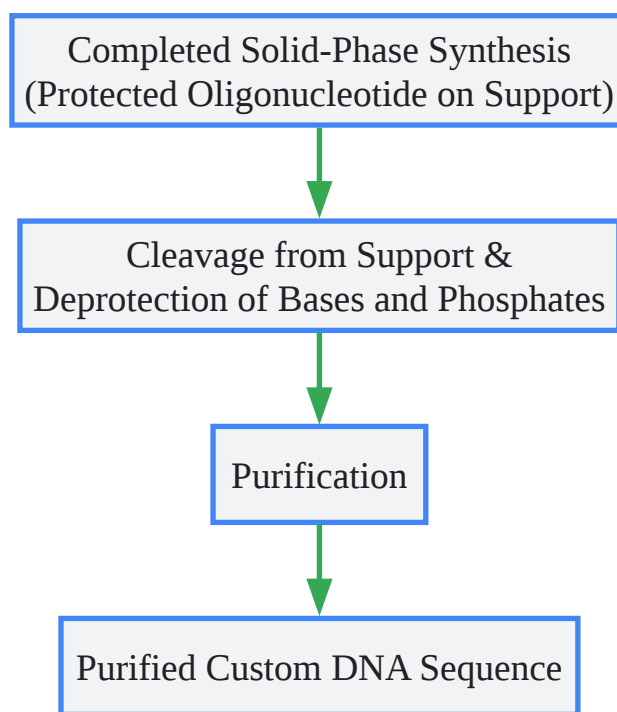 Completed Solid-Phase Synthesis
(Protected Oligonucleotide on Support)
Cleavage from Support &
Deprotection of Bases and Phosphates
Purification
Purified Custom DNA Sequence